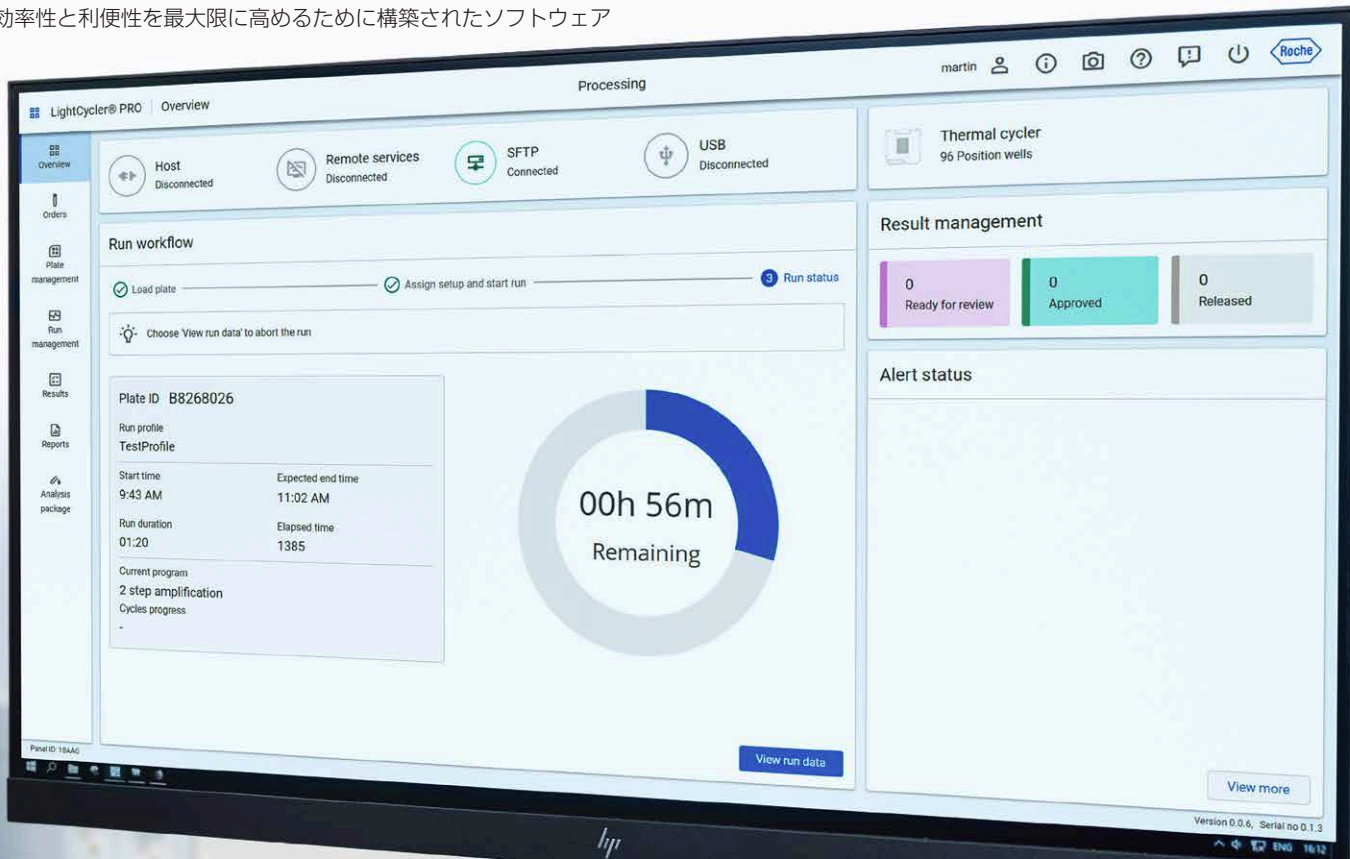 効率性と利便性を最大限に高めるために構築されたソフトウェア
LightCycler® PRO | Overview
Processing
martin
Roche
Overview
Orders
Plate
management
Run
management
Results
Reports
Analysis
package
Host
Disconnected
Remote services
Disconnected
SFTP
Connected
USB
Disconnected
Run workflow
Load plate
Assign setup and start run
3 Run status
Choose 'View run data' to abort the run
Plate ID B8268026
Run profile
TestProfile
Start time
9:43 AM
Expected end time
11:02 AM
Run duration
01:20
Elapsed time
1385
Current program
2 step amplification
Cycles progress
-
00h 56m
Remaining
View run data
Thermal cycler
96 Position wells
Result management
0
Ready for review
0
Approved
0
Released
Alert status
View more
Version 0.0.6, Serial no 0.1.3
ENG 16:12
hp